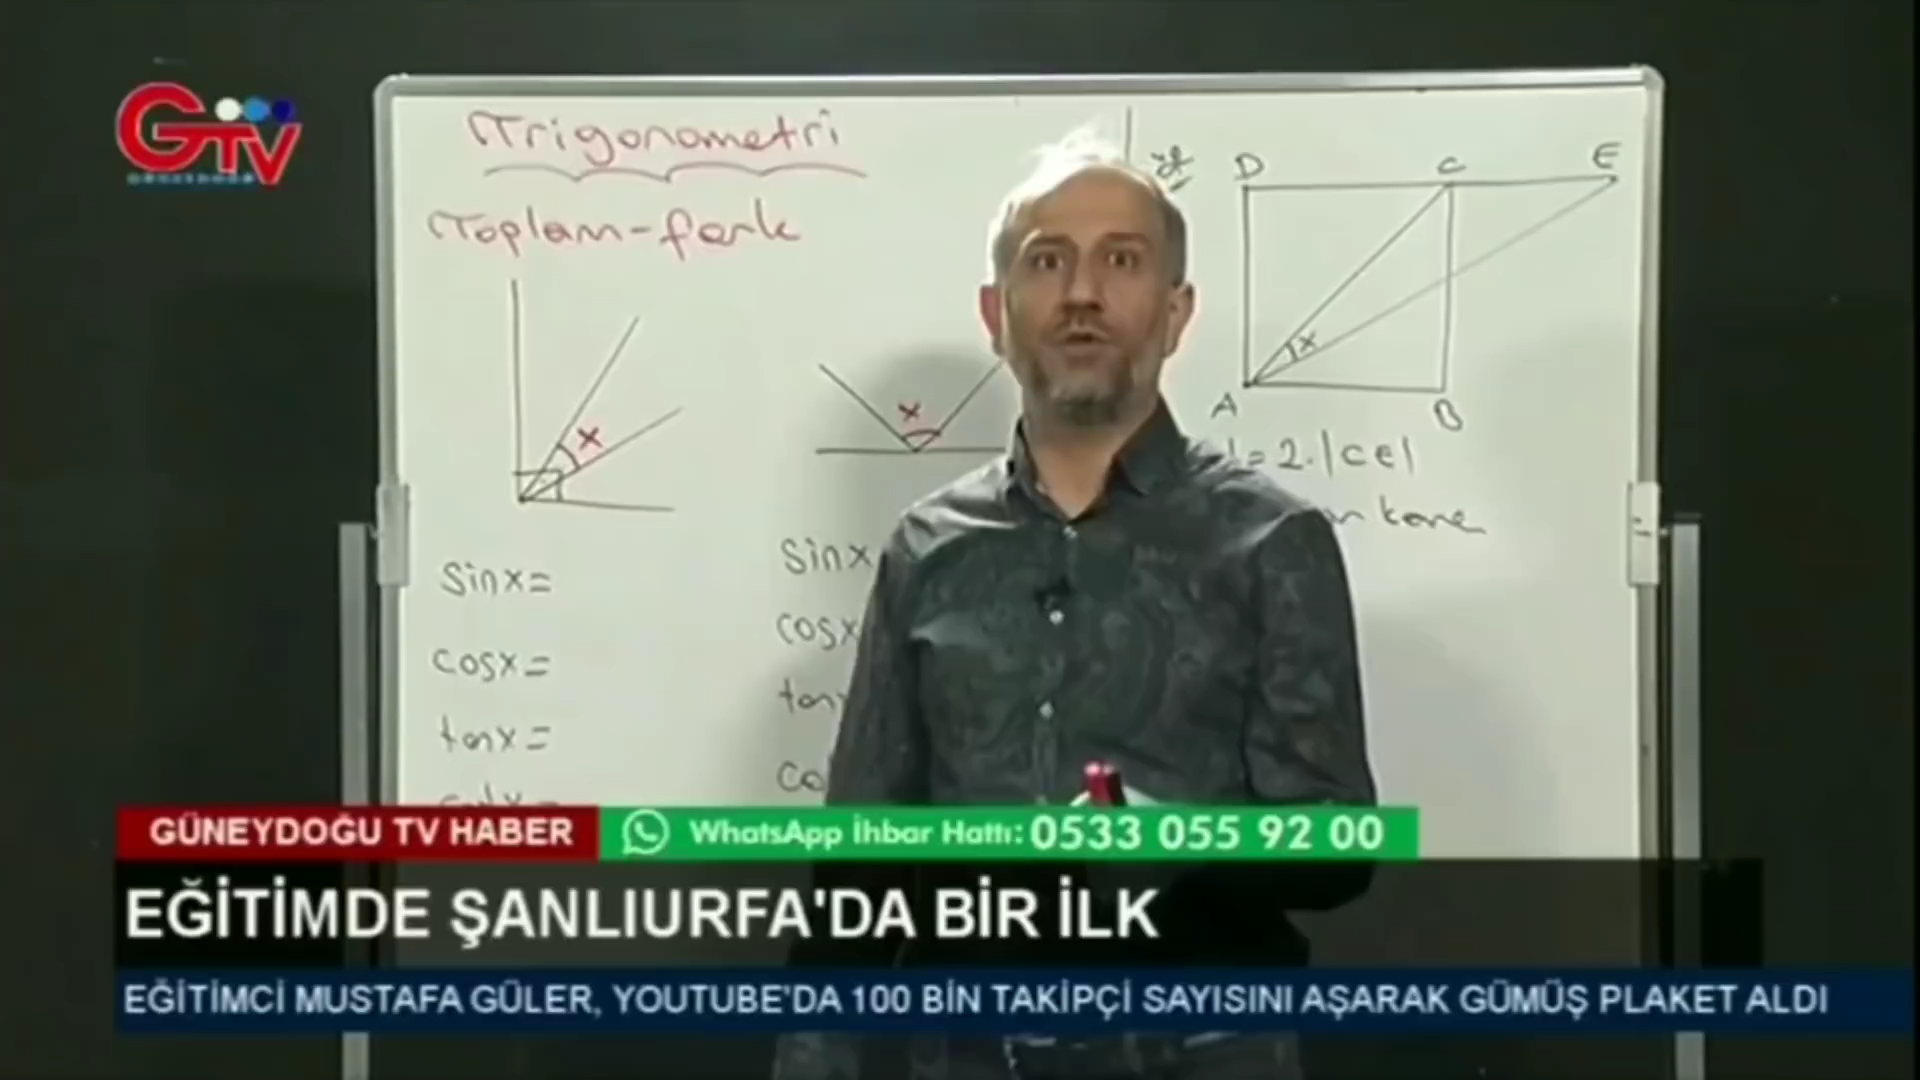 GTV
Trigonometri
Toplam-fark
D C E
x
x
x
A B
= 2.|CE|
kare
Sinx=
Cosx=
tanx=
Sinx
Cosx
tanx
GÜNEYDOĞU TV HABER
WhatsApp İhbar Hattı: 0533 055 92 00
EĞİTİMDE ŞANLIURFA'DA BİR İLK
EĞİTİMCİ MUSTAFA GÜLER, YOUTUBE'DA 100 BİN TAKİPÇİ SAYISINI AŞARAK GÜMÜŞ PLAKET ALDI